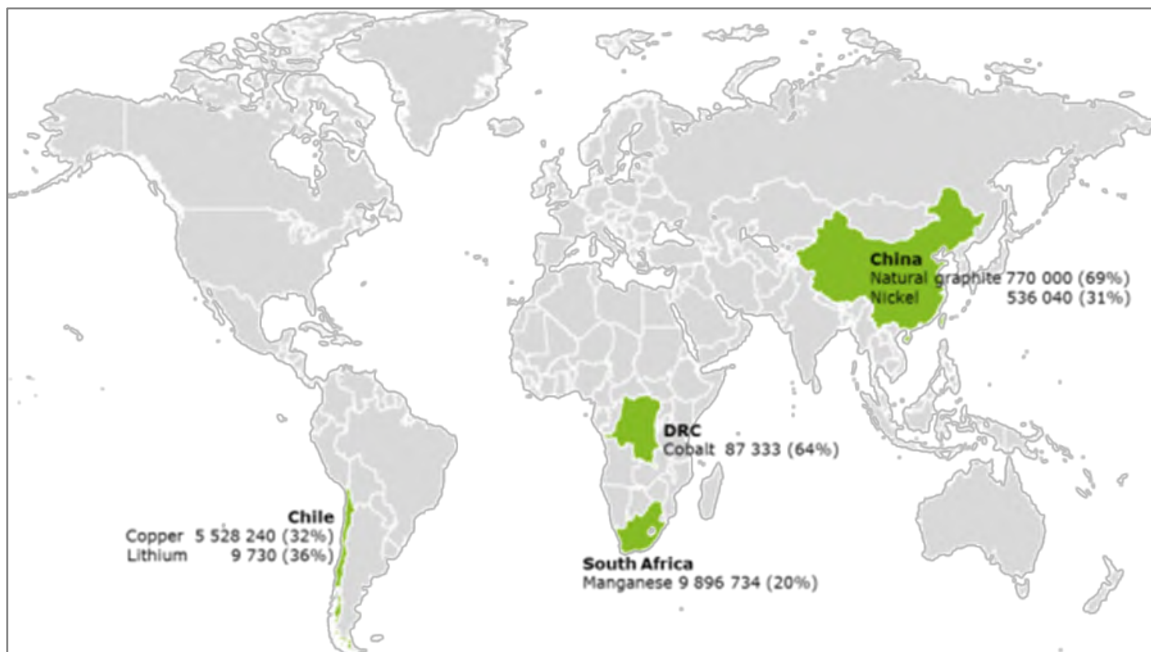 China
Natural graphite 770 000 (69%)
Nickel 536 040 (31%)
DRC
Cobalt 87 333 (64%)
Chile
Copper 5 528 240 (32%)
Lithium 9 730 (36%)
South Africa
Manganese 9 896 734 (20%)